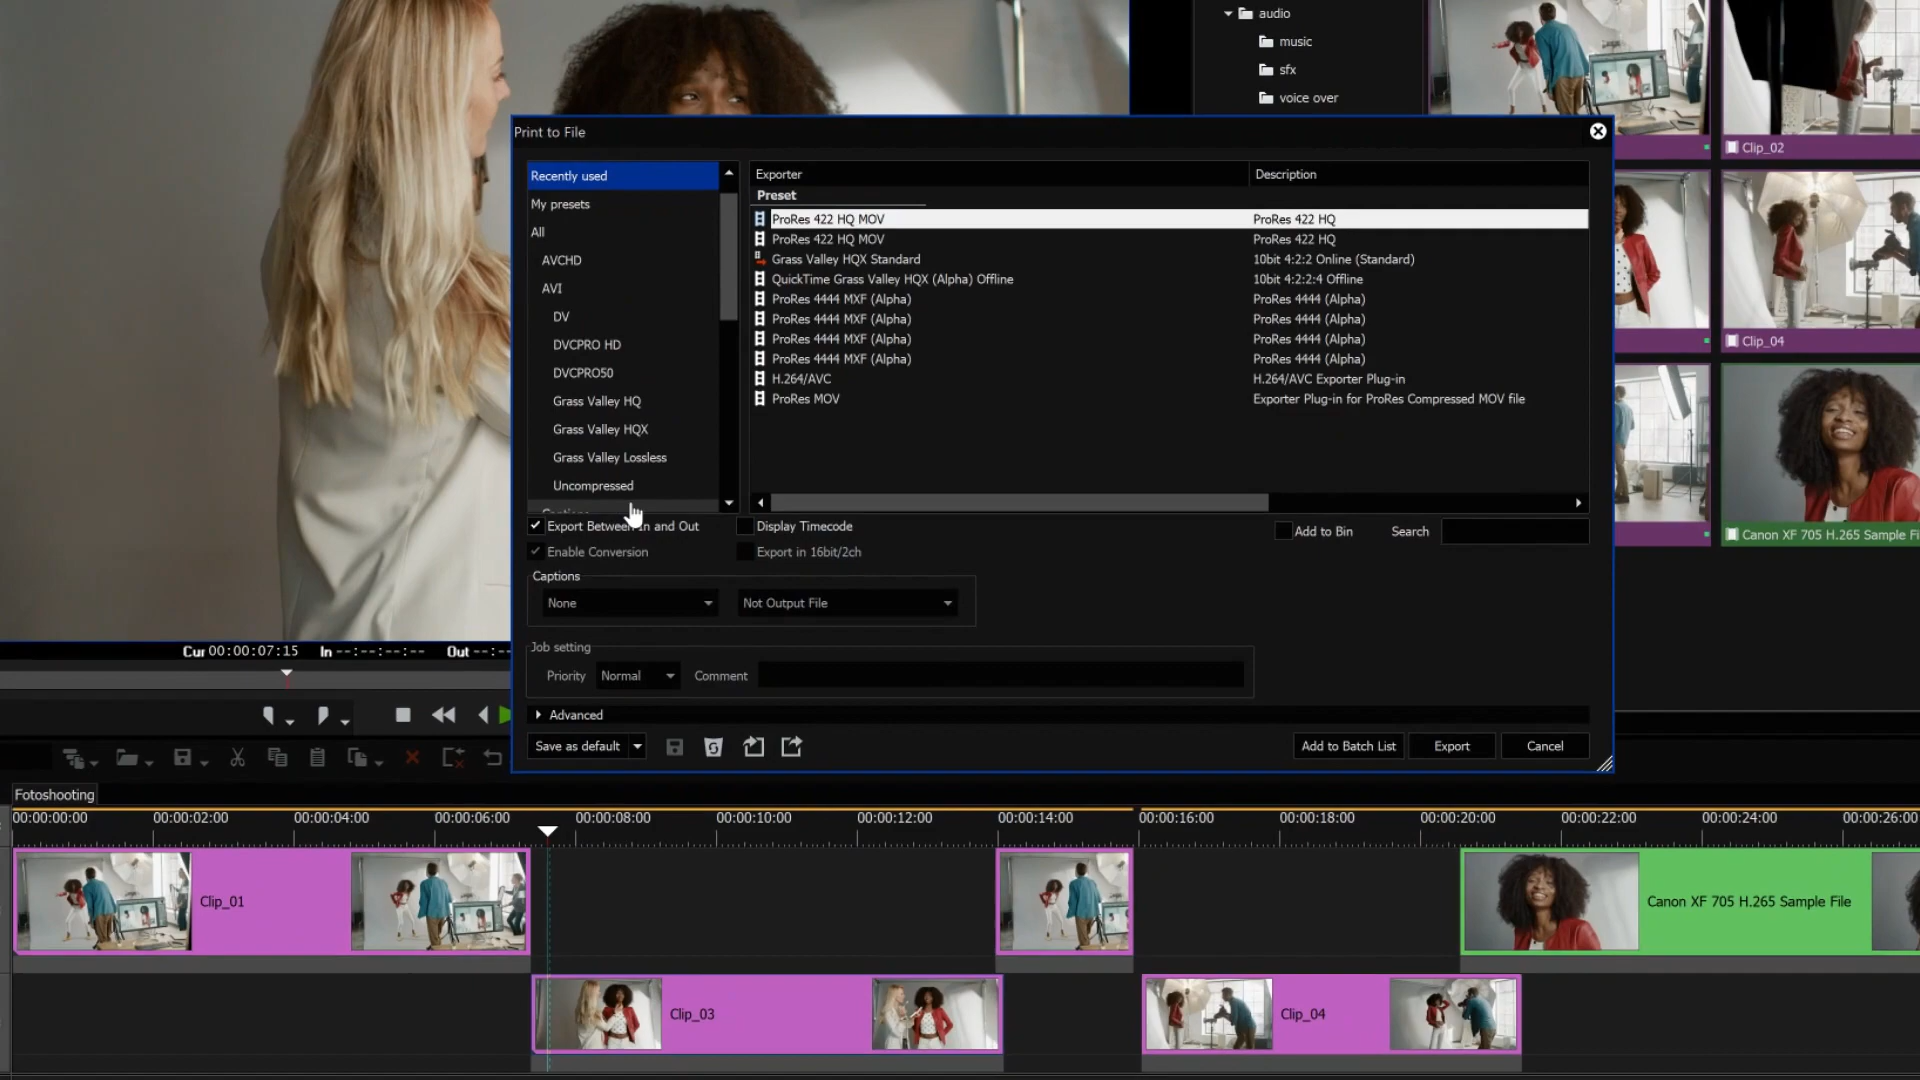 audio
music
sfx
voice over
Clip_02
Clip_04
Canon XF 705 H.265 Sample Fi
Print to File
Recently used
My presets
All
AVCHD
AVI
DV
DVCPRO HD
DVCPRO50
Grass Valley HQ
Grass Valley HQX
Grass Valley Lossless
Uncompressed
Exporter Description
Preset
ProRes 422 HQ MOV ProRes 422 HQ
ProRes 422 HQ MOV ProRes 422 HQ
Grass Valley HQX Standard 10bit 4:2:2 Online (Standard)
QuickTime Grass Valley HQX (Alpha) Offline 10bit 4:2:2:4 Offline
ProRes 4444 MXF (Alpha) ProRes 4444 (Alpha)
ProRes 4444 MXF (Alpha) ProRes 4444 (Alpha)
ProRes 4444 MXF (Alpha) ProRes 4444 (Alpha)
ProRes 4444 MXF (Alpha) ProRes 4444 (Alpha)
H.264/AVC H.264/AVC Exporter Plug-in
ProRes MOV Exporter Plug-in for ProRes Compressed MOV file
Export Between In and Out Display Timecode Add to Bin Search
Enable Conversion Export in 16bit/2ch
Captions
None Not Output File
Job setting
Priority Normal Comment
Advanced
Save as default Add to Batch List Export Cancel
Cur 00:00:07:15 In --:--:--:-- Out --:--
Fotoshooting
00:00:00:00 00:00:02:00 00:00:04:00 00:00:06:00 00:00:08:00 00:00:10:00 00:00:12:00 00:00:14:00 00:00:16:00 00:00:18:00 00:00:20:00 00:00:22:00 00:00:24:00 00:00:26:00
Clip_01 Canon XF 705 H.265 Sample File
Clip_03 Clip_04